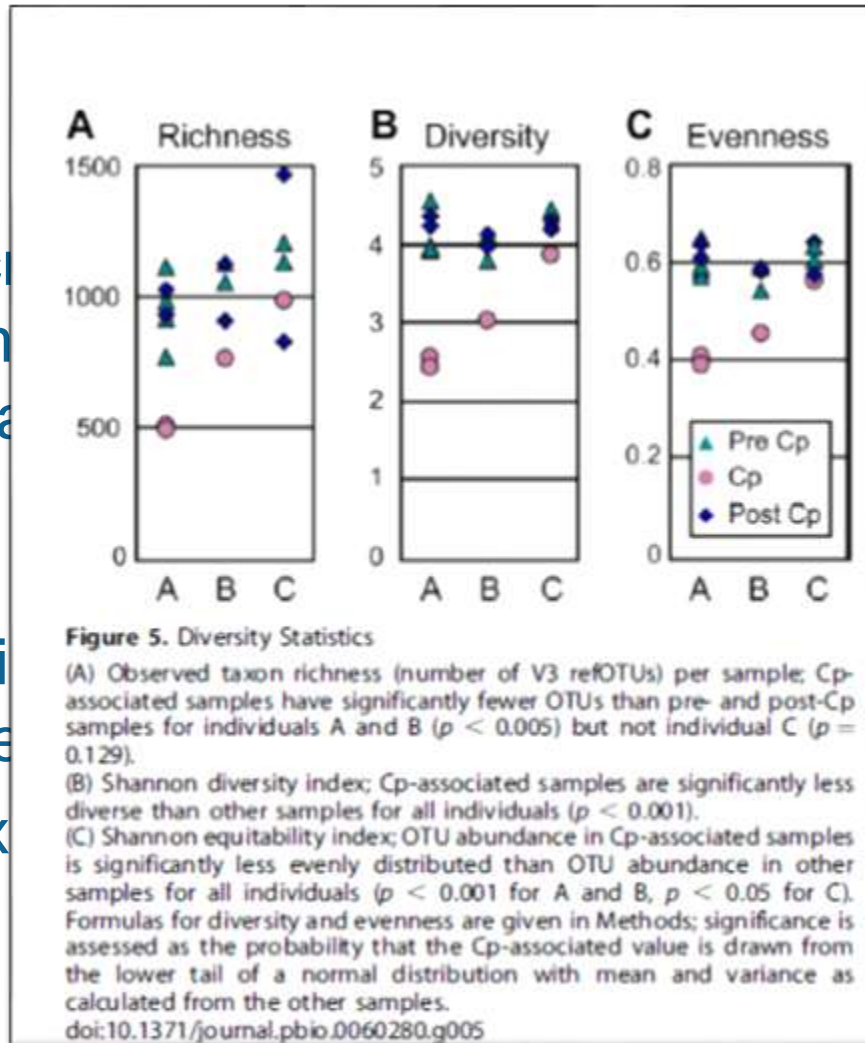 A Richness
B Diversity
C Evenness
1500
1000
500
0
A B C
5
4
3
2
1
0
A B C
0.8
0.6
0.4
0.2
0
Pre Cp
Cp
Post Cp
A B C
Figure 5. Diversity Statistics
(A) Observed taxon richness (number of V3 refOTUs) per sample; Cp-
associated samples have significantly fewer OTUs than pre- and post-Cp
samples for individuals A and B (p < 0.005) but not individual C (p =
0.129).
(B) Shannon diversity index; Cp-associated samples are significantly less
diverse than other samples for all individuals (p < 0.001).
(C) Shannon equitability index; OTU abundance in Cp-associated samples
is significantly less evenly distributed than OTU abundance in other
samples for all individuals (p < 0.001 for A and B, p < 0.05 for C).
Formulas for diversity and evenness are given in Methods; significance is
assessed as the probability that the Cp-associated value is drawn from
the lower tail of a normal distribution with mean and variance as
calculated from the other samples.
doi:10.1371/journal.pbio.0060280.g005